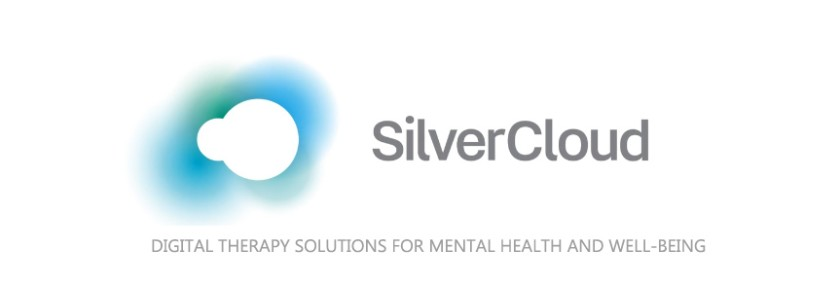 SilverCloud
DIGITAL THERAPY SOLUTIONS FOR MENTAL HEALTH AND WELL-BEING